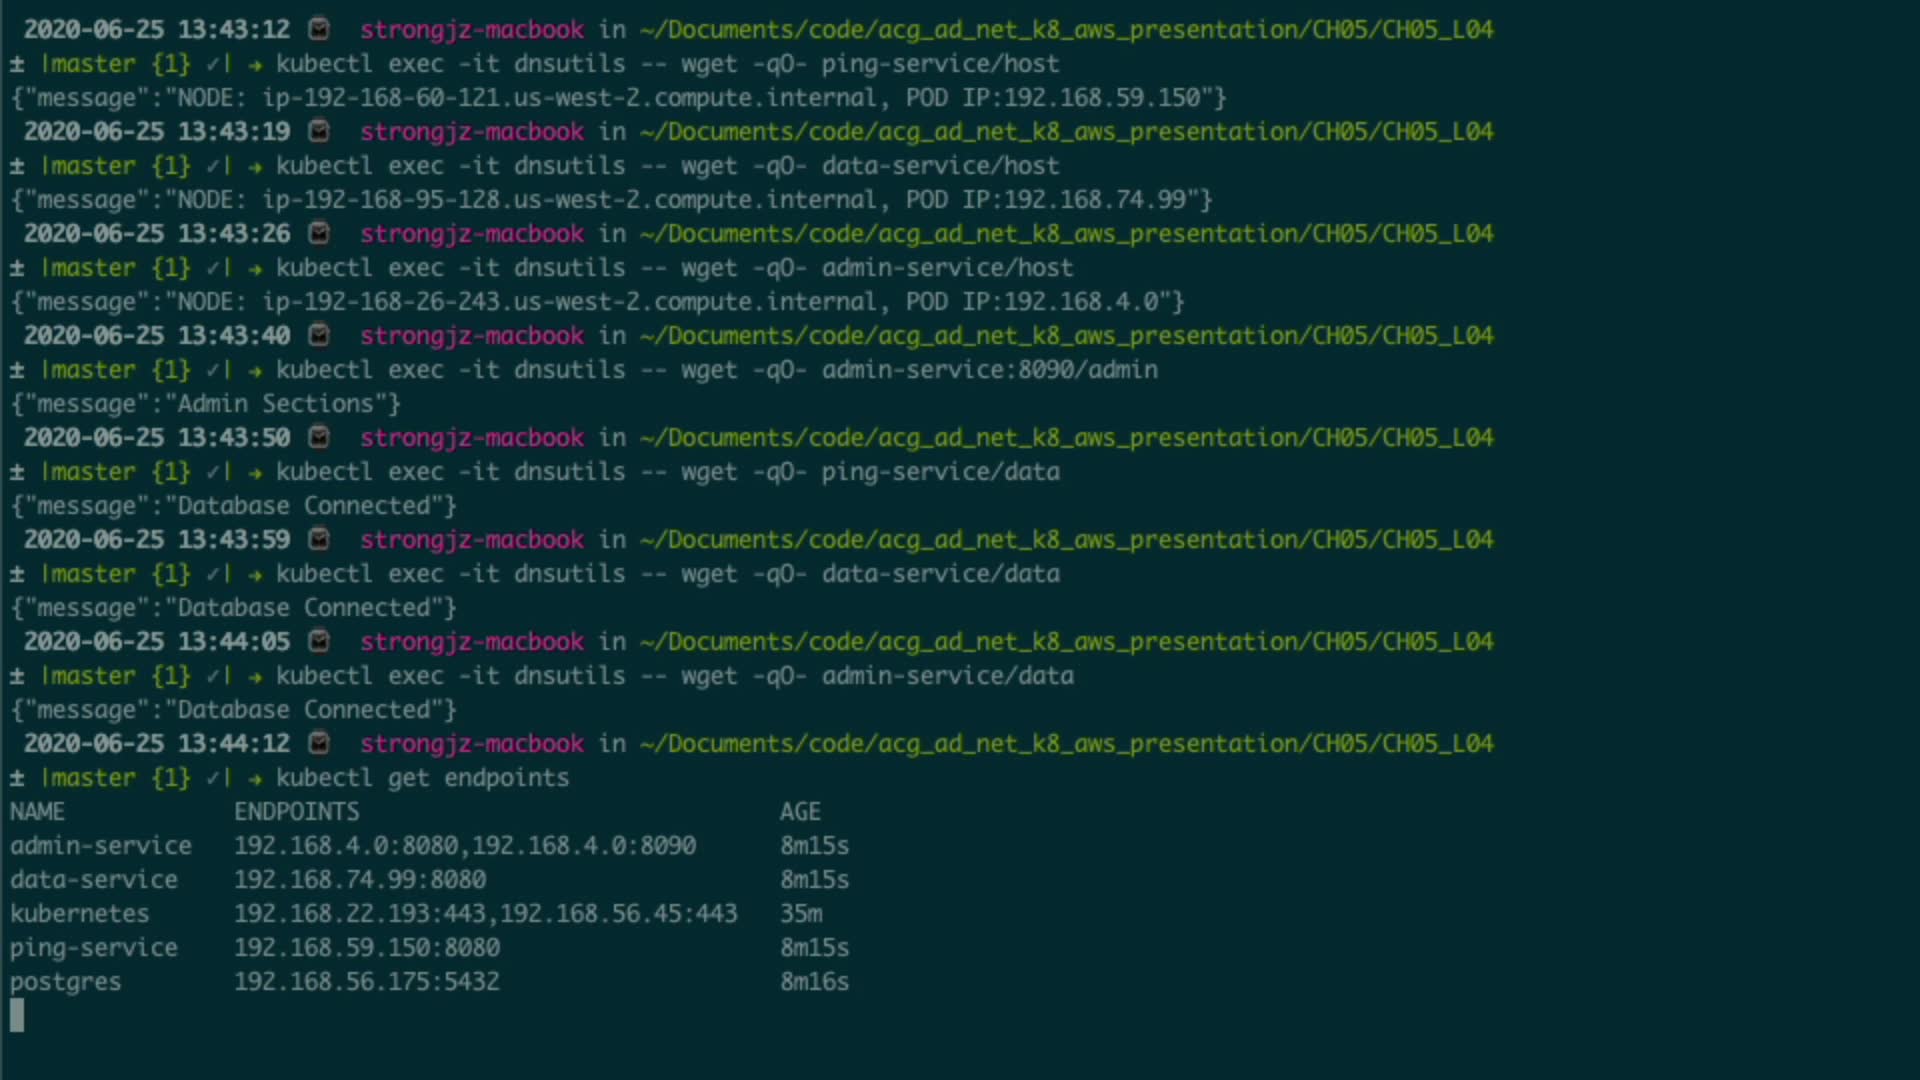 2020-06-25 13:43:12 strongjz-macbook in ~/Documents/code/acg_ad_net_k8_aws_presentation/CH05/CH05_L04
± |master {1} ✓| → kubectl exec -it dnsutils -- wget -qO- ping-service/host
{"message":"NODE: ip-192-168-60-121.us-west-2.compute.internal, POD IP:192.168.59.150"}
2020-06-25 13:43:19 strongjz-macbook in ~/Documents/code/acg_ad_net_k8_aws_presentation/CH05/CH05_L04
± |master {1} ✓| → kubectl exec -it dnsutils -- wget -qO- data-service/host
{"message":"NODE: ip-192-168-95-128.us-west-2.compute.internal, POD IP:192.168.74.99"}
2020-06-25 13:43:26 strongjz-macbook in ~/Documents/code/acg_ad_net_k8_aws_presentation/CH05/CH05_L04
± |master {1} ✓| → kubectl exec -it dnsutils -- wget -qO- admin-service/host
{"message":"NODE: ip-192-168-26-243.us-west-2.compute.internal, POD IP:192.168.4.0"}
2020-06-25 13:43:40 strongjz-macbook in ~/Documents/code/acg_ad_net_k8_aws_presentation/CH05/CH05_L04
± |master {1} ✓| → kubectl exec -it dnsutils -- wget -qO- admin-service:8090/admin
{"message":"Admin Sections"}
2020-06-25 13:43:50 strongjz-macbook in ~/Documents/code/acg_ad_net_k8_aws_presentation/CH05/CH05_L04
± |master {1} ✓| → kubectl exec -it dnsutils -- wget -qO- ping-service/data
{"message":"Database Connected"}
2020-06-25 13:43:59 strongjz-macbook in ~/Documents/code/acg_ad_net_k8_aws_presentation/CH05/CH05_L04
± |master {1} ✓| → kubectl exec -it dnsutils -- wget -qO- data-service/data
{"message":"Database Connected"}
2020-06-25 13:44:05 strongjz-macbook in ~/Documents/code/acg_ad_net_k8_aws_presentation/CH05/CH05_L04
± |master {1} ✓| → kubectl exec -it dnsutils -- wget -qO- admin-service/data
{"message":"Database Connected"}
2020-06-25 13:44:12 strongjz-macbook in ~/Documents/code/acg_ad_net_k8_aws_presentation/CH05/CH05_L04
± |master {1} ✓| → kubectl get endpoints
NAME ENDPOINTS AGE
admin-service 192.168.4.0:8080,192.168.4.0:8090 8m15s
data-service 192.168.74.99:8080 8m15s
kubernetes 192.168.22.193:443,192.168.56.45:443 35m
ping-service 192.168.59.150:8080 8m15s
postgres 192.168.56.175:5432 8m16s